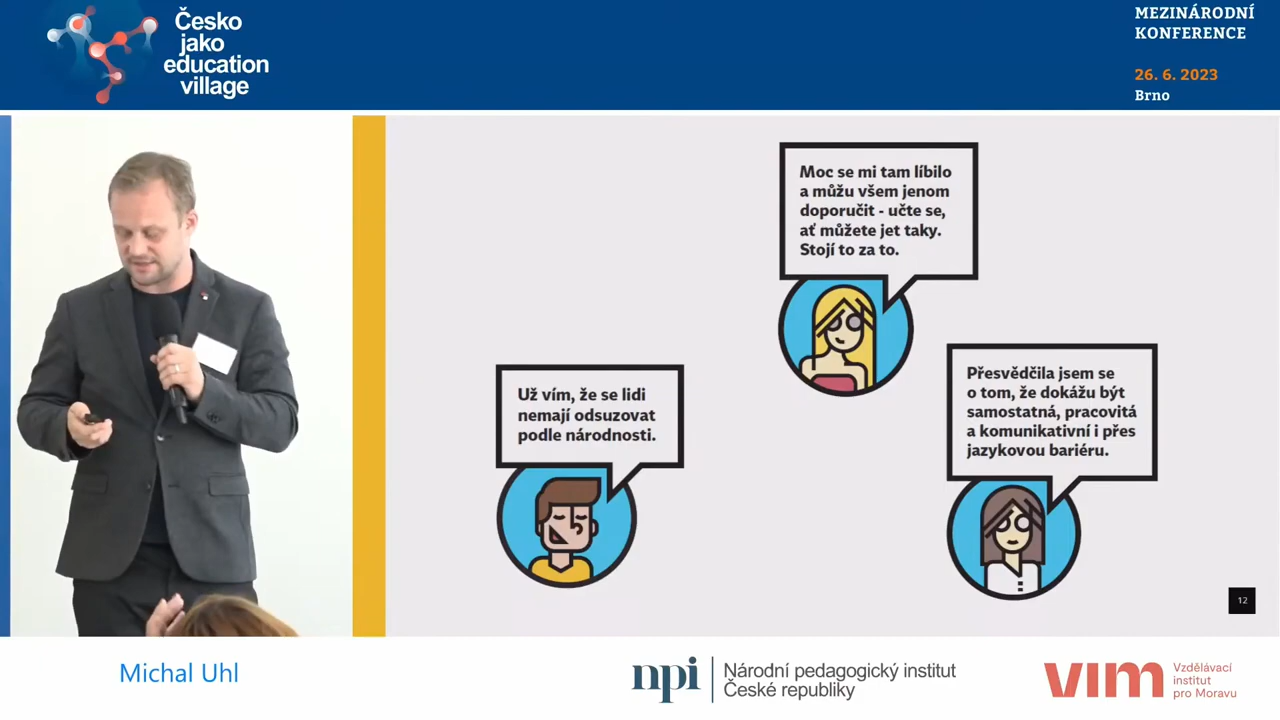 Česko
jako
education
village
MEZINÁRODNÍ
KONFERENCE
26. 6. 2023
Brno
Moc se mi tam líbilo
a můžu všem jenom
doporučit - učte se,
ať můžete jet taky.
Stojí to za to.
Už vím, že se lidi
nemají odsuzovat
podle národnosti.
Přesvědčila jsem se
o tom, že dokážu být
samostatná, pracovitá
a komunikativní i přes
jazykovou bariéru.
12
Michal Uhl
npi
Národní pedagogický institut
České republiky
vim
Vzdělávací
institut
pro Moravu